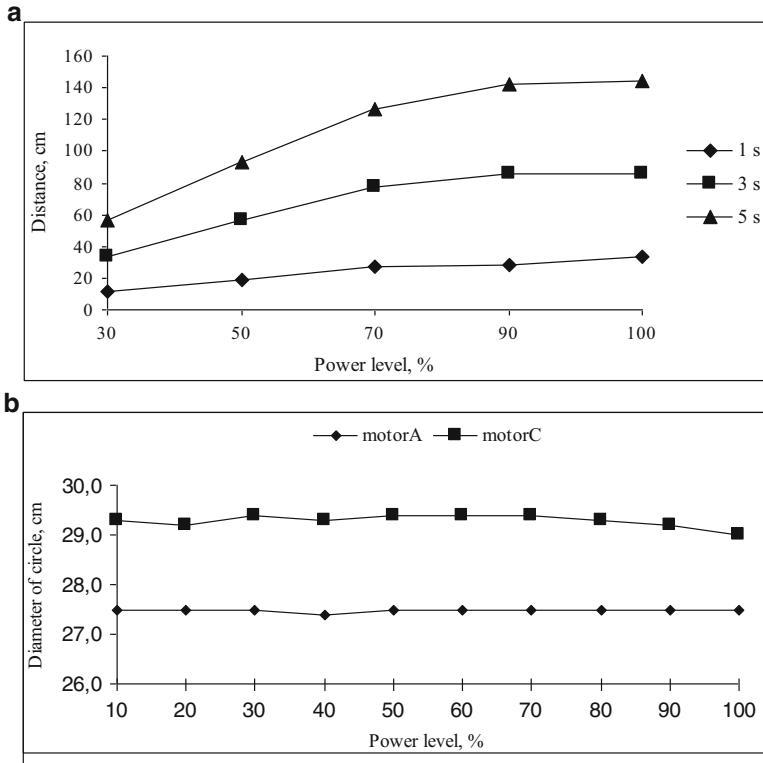 a
160
140
120
100
80
60
40
20
0
Distance, cm
30 50 70 90 100
Power level, %
1 s
3 s
5 s
b
motorA motorC
30,0
29,0
28,0
27,0
26,0
Diameter of circle, cm
10 20 30 40 50 60 70 80 90 100
Power level, %